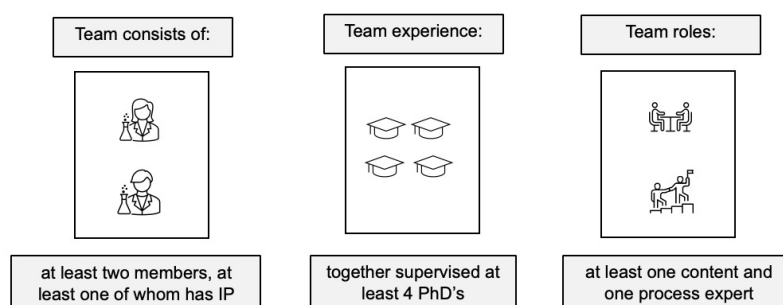 Team consists of:
Team experience:
Team roles:
at least two members, at
least one of whom has IP
together supervised at
least 4 PhD's
at least one content and
one process expert